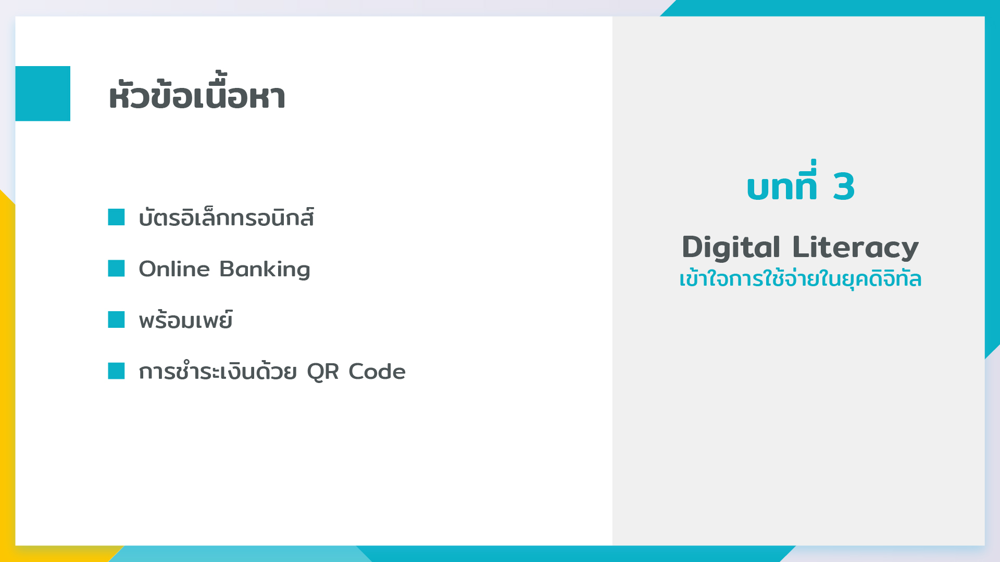 หัวข้อเนื้อหา
บัตรอิเล็กทรอนิกส์
Online Banking
พร้อมเพย์
การชำระเงินด้วย QR Code
บทที่ 3
Digital Literacy
เข้าใจการใช้จ่ายในยุคดิจิทัล